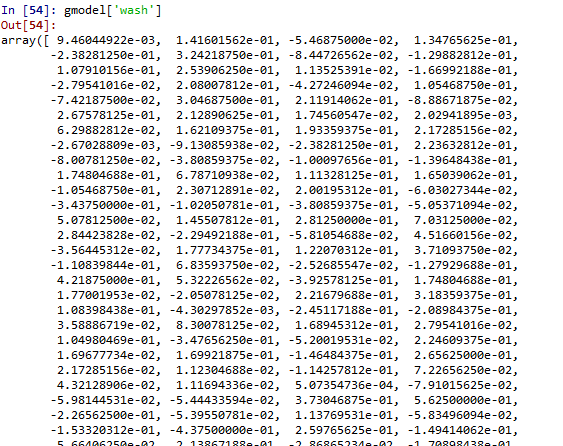 In [54]: gmodel['wash']
Out[54]:
array([ 9.46044922e-03, 1.41601562e-01, -5.46875000e-02, 1.34765625e-01,
-2.38281250e-01, 3.24218750e-01, -8.44726562e-02, -1.29882812e-01,
1.07910156e-01, 2.53906250e-01, 1.13525391e-02, -1.66992188e-01,
-2.79541016e-02, 2.08007812e-01, -4.27246094e-02, 1.05468750e-01,
-7.42187500e-02, 3.04687500e-01, 2.11914062e-01, -8.88671875e-02,
2.67578125e-01, 2.12890625e-01, 1.74560547e-02, 2.02941895e-03,
6.29882812e-02, 1.62109375e-01, 1.93359375e-01, 2.17285156e-02,
-2.67028809e-03, -9.13085938e-02, -2.38281250e-01, 2.23632812e-01,
-8.00781250e-02, -3.80859375e-02, -1.00097656e-01, -1.39648438e-01,
1.74804688e-01, 6.78710938e-02, 1.11328125e-01, 1.65039062e-01,
-1.05468750e-01, 2.30712891e-02, 2.00195312e-01, -6.03027344e-02,
-3.43750000e-01, -1.02050781e-01, -3.80859375e-01, -5.05371094e-02,
5.07812500e-02, 1.45507812e-01, 2.81250000e-01, 7.03125000e-02,
2.84423828e-02, -2.29492188e-01, -5.81054688e-02, 4.51660156e-02,
-3.56445312e-02, 1.77734375e-01, 1.22070312e-01, 3.71093750e-02,
-1.10839844e-01, 6.83593750e-02, -2.52685547e-02, -1.27929688e-01,
4.21875000e-01, 5.32226562e-02, -3.92578125e-01, 1.74804688e-01,
1.77001953e-02, -2.05078125e-02, 2.21679688e-01, 3.18359375e-01,
1.08398438e-01, -4.30297852e-03, -2.45117188e-01, -2.08984375e-01,
3.58886719e-02, 8.30078125e-02, 1.68945312e-01, 2.79541016e-02,
1.04980469e-01, -3.47656250e-01, -5.20019531e-02, 2.24609375e-01,
1.69677734e-02, 1.69921875e-01, -1.46484375e-01, 2.65625000e-01,
2.17285156e-02, 1.12304688e-02, -1.14257812e-01, 7.22656250e-02,
4.32128906e-02, 1.11694336e-02, 5.07354736e-04, -7.91015625e-02,
-5.98144531e-02, -5.44433594e-02, 3.73046875e-01, 5.62500000e-01,
-2.26562500e-01, -5.39550781e-02, 1.13769531e-01, -5.83496094e-02,
-1.53320312e-01, -4.37500000e-01, 2.59765625e-01, -1.49414062e-01,
5.66406250e-02, 2.13867188e-01, -2.86865234e-02, -1.70898438e-01,